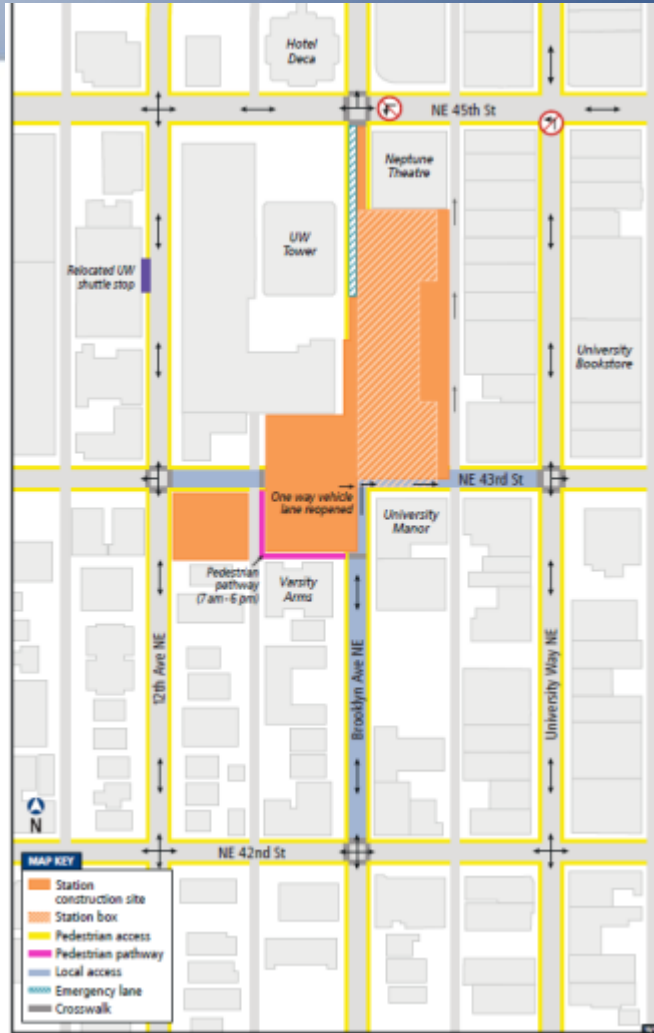 Hotel
Deca
NE 45th St
Neptune
Theatre
UW
Tower
Relocated UW
shuttle stop
University
Bookstore
One way vehicle
lane reopened
NE 43rd St
University
Manor
Pedestrian
pathway
(7 am - 6 pm)
Varsity
Arms
12th Ave NE
Brooklyn Ave NE
University Way NE
N
NE 42nd St
MAP KEY
Station
construction site
Station box
Pedestrian access
Pedestrian pathway
Local access
Emergency lane
Crosswalk